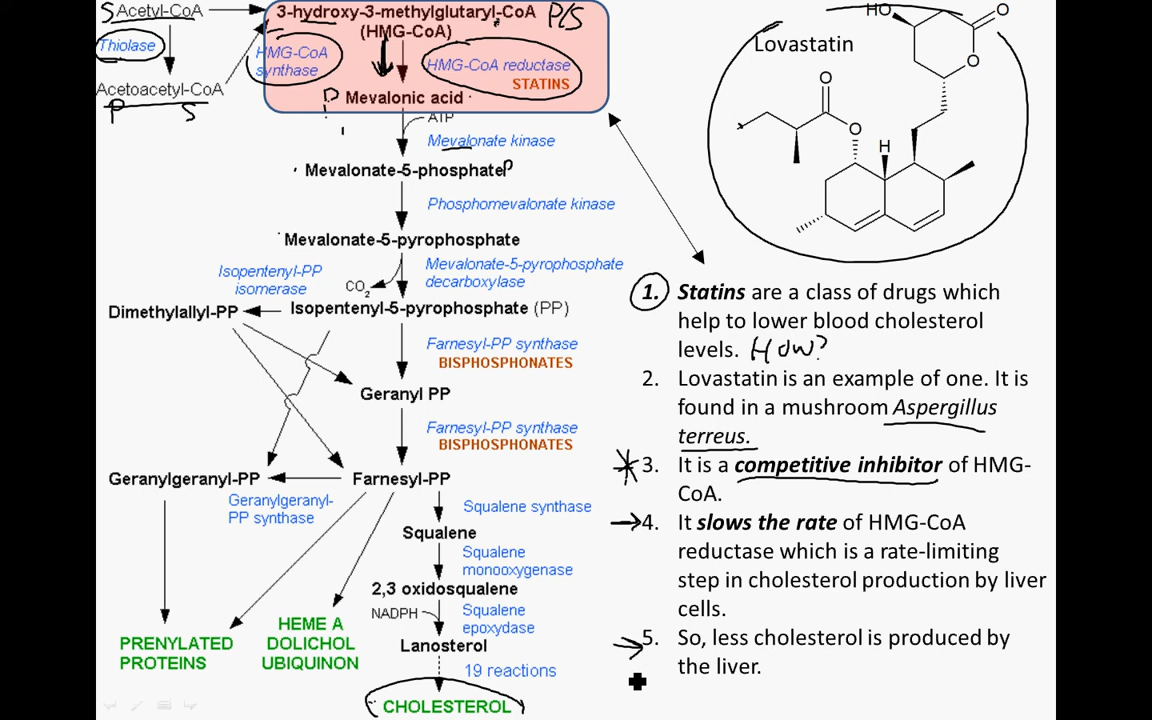 S Acetyl-CoA
3-hydroxy-3-methylglutaryl-CoA P/S
(HMG-CoA)
Thiolase
HMG-CoA
synthase
HMG-CoA reductase
STATINS
Acetoacetyl-CoA
P S
P Mevalonic acid
ATP
Mevalonate kinase
Mevalonate-5-phosphate P
Phosphomevalonate kinase
Mevalonate-5-pyrophosphate
Isopentenyl-PP
isomerase
Mevalonate-5-pyrophosphate
decarboxylase
CO2
Dimethylallyl-PP
Isopentenyl-5-pyrophosphate (PP)
Farnesyl-PP synthase
BISPHOSPHONATES
Geranyl PP
Farnesyl-PP synthase
BISPHOSPHONATES
Geranylgeranyl-PP
Farnesyl-PP
Geranylgeranyl-
PP synthase
Squalene synthase
Squalene
Squalene
monooxygenase
2,3 oxidosqualene
NADPH
Squalene
epoxydase
Lanosterol
19 reactions
CHOLESTEROL
PRENYLATED
PROTEINS
HEME A
DOLICHOL
UBIQUINON
Lovastatin
HO
O
O
O
O
H
1. Statins are a class of drugs which
help to lower blood cholesterol
levels. HOW?
2. Lovastatin is an example of one. It is
found in a mushroom Aspergillus
terreus.
3. It is a competitive inhibitor of HMG-
CoA.
4. It slows the rate of HMG-CoA
reductase which is a rate-limiting
step in cholesterol production by liver
cells.
5. So, less cholesterol is produced by
the liver.